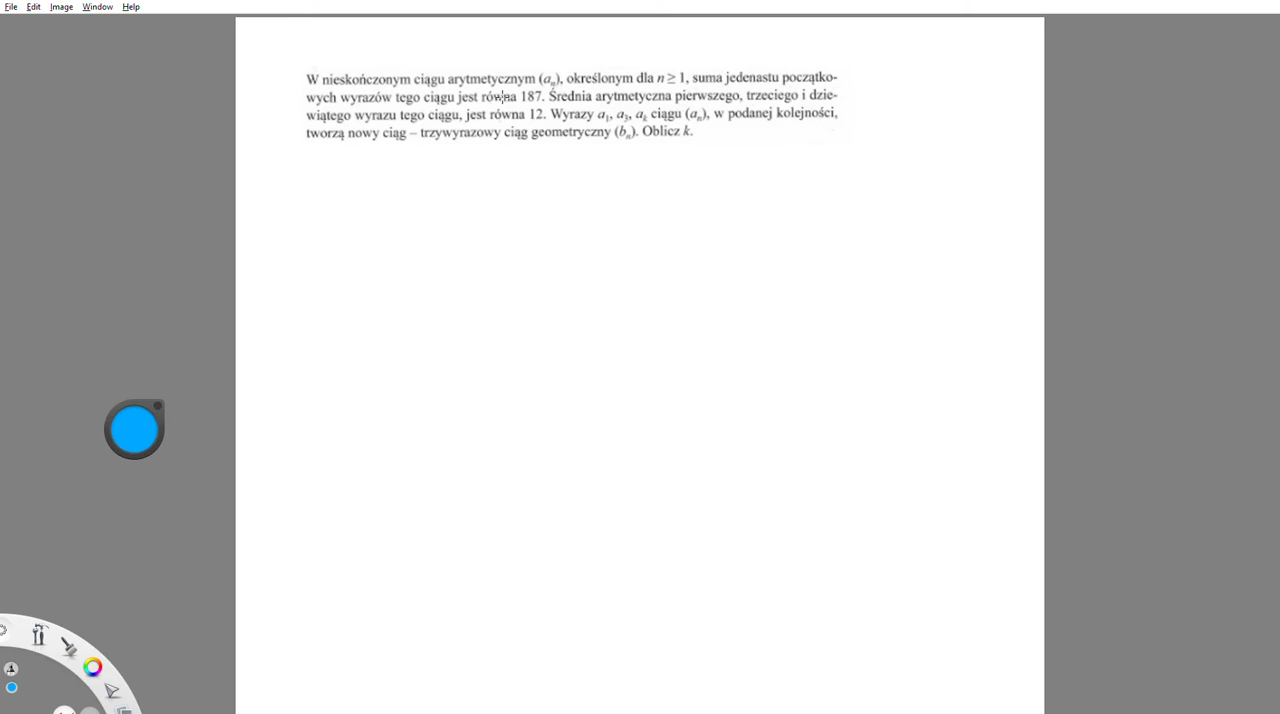 File Edit Image Window Help
W nieskończonym ciągu arytmetycznym (aₙ), określonym dla n ≥ 1, suma jedenastu początko-
wych wyrazów tego ciągu jest równa 187. Średnia arytmetyczna pierwszego, trzeciego i dzie-
wiątego wyrazu tego ciągu, jest równa 12. Wyrazy a₁, a₃, aₖ ciągu (aₙ), w podanej kolejności,
tworzą nowy ciąg – trzywyrazowy ciąg geometryczny (bₙ). Oblicz k.